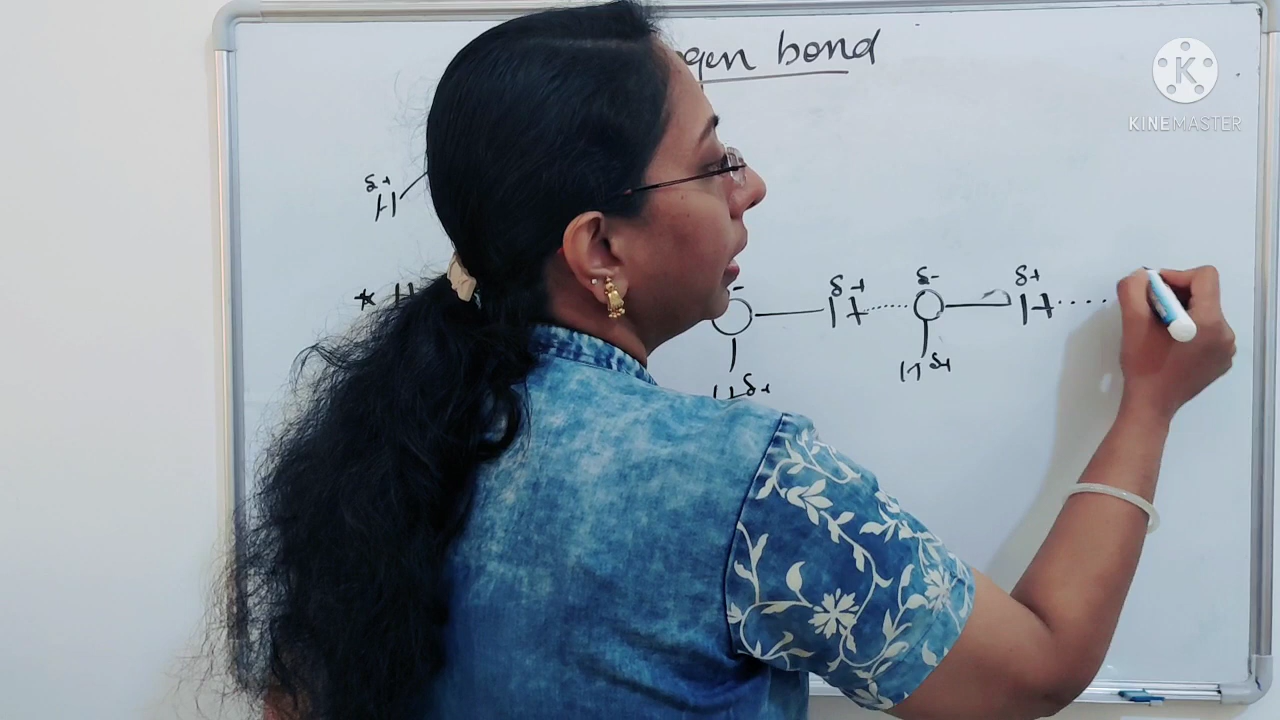 gen bond
KINEMASTER
δ+
H
* H
δ- O — H δ+ ...... O δ- — H δ+ ......
H δ+ H δ+